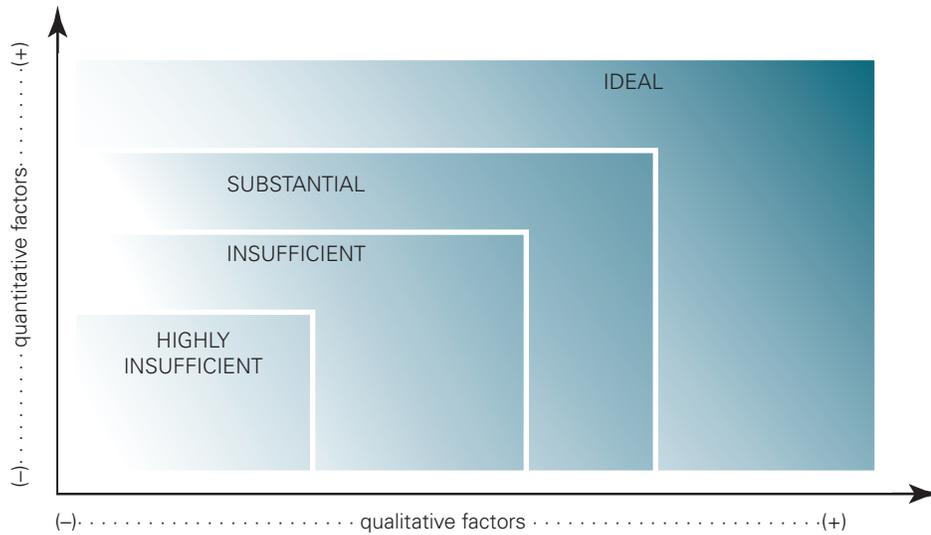 (–) quantitative factors (+)
IDEAL
SUBSTANTIAL
INSUFFICIENT
HIGHLY
INSUFFICIENT
(–) qualitative factors (+)